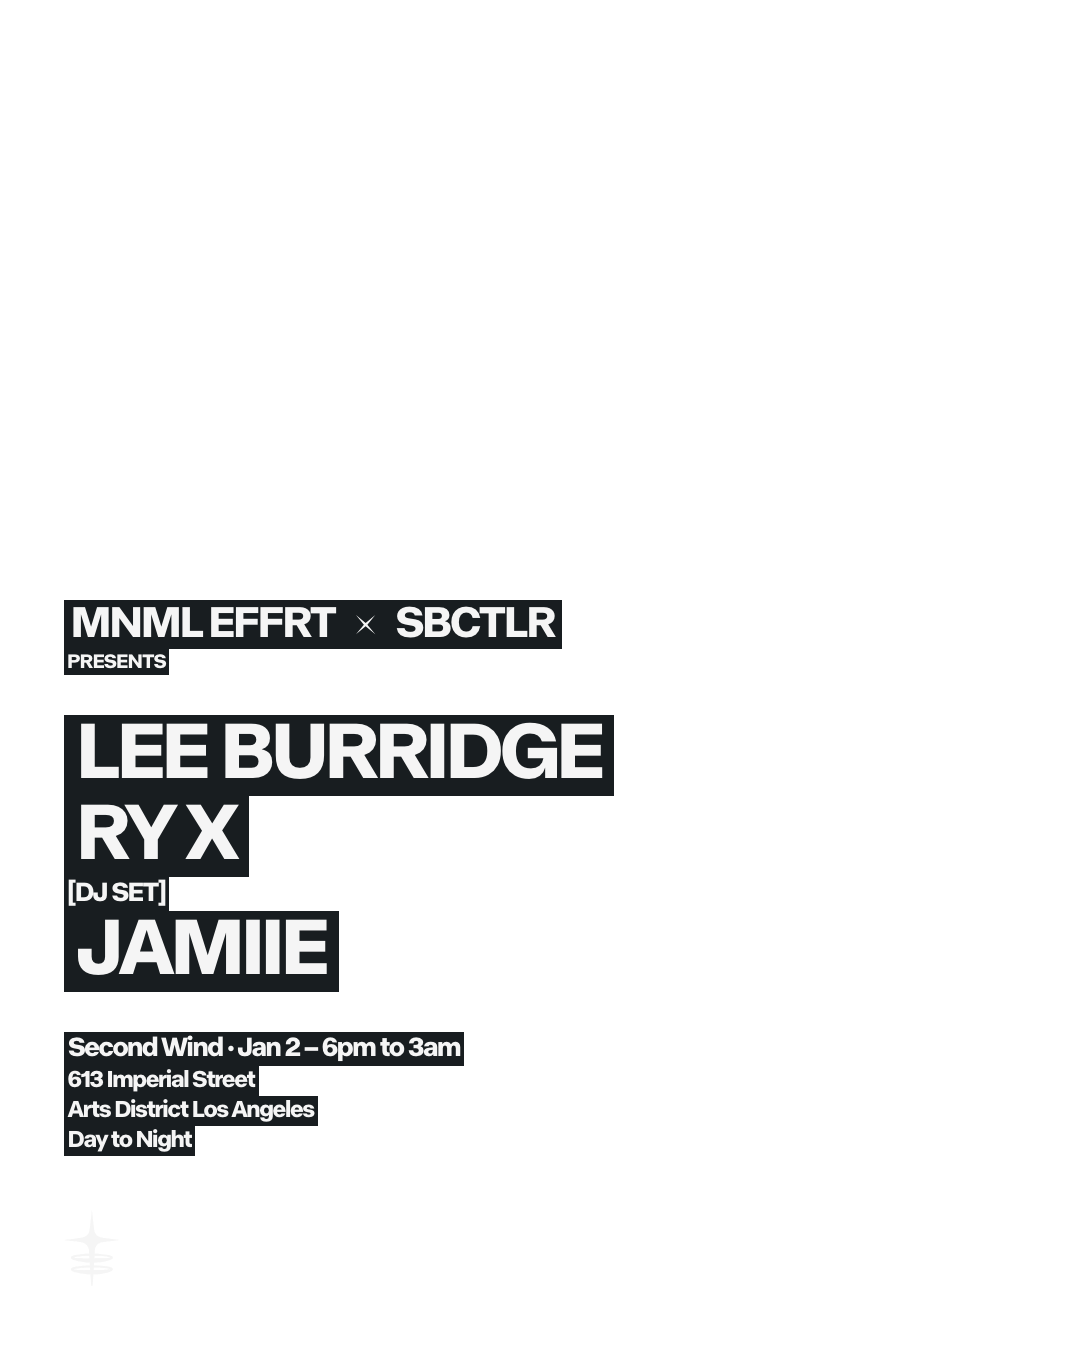 MNML EFFRT × SBCTLR
PRESENTS
LEE BURRIDGE
RY X
[DJ SET]
JAMIIE
Second Wind · Jan 2 – 6pm to 3am
613 Imperial Street
Arts District Los Angeles
Day to Night